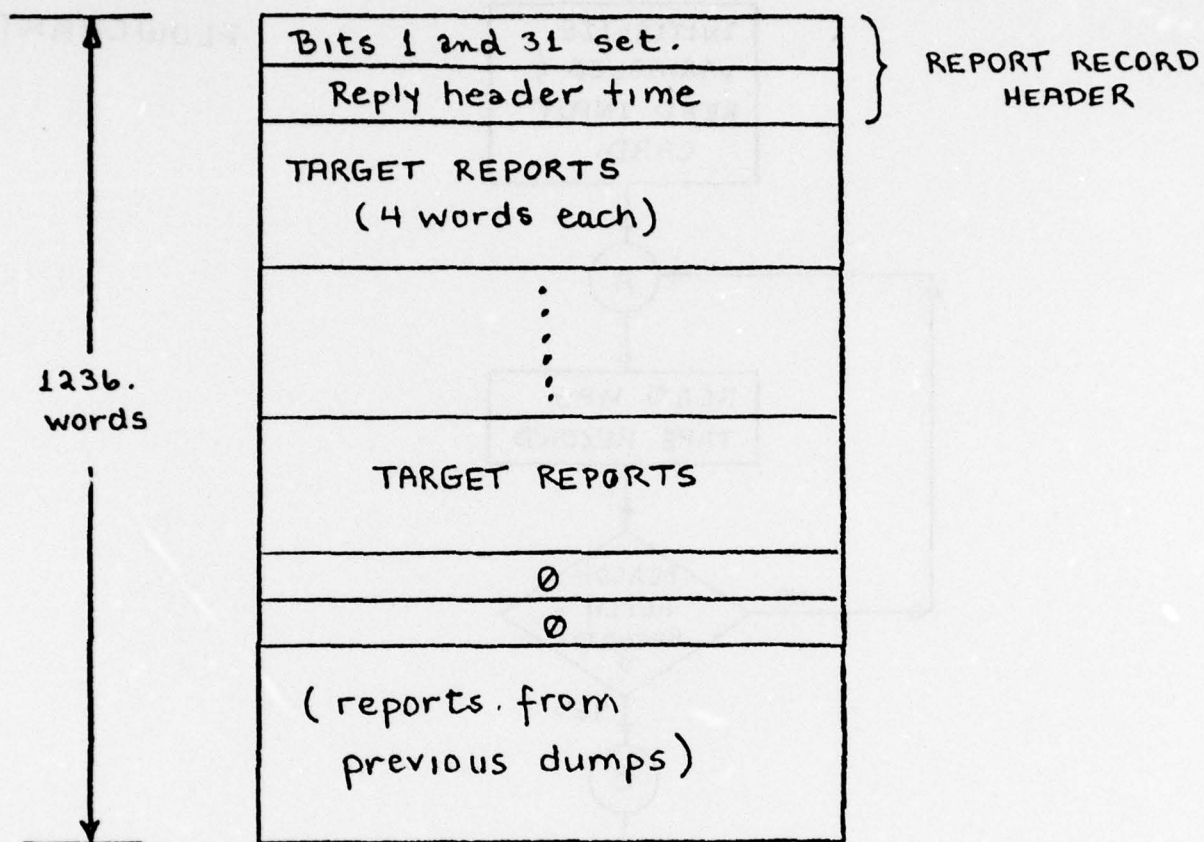 Bits 1 and 31 set.
Reply header time
REPORT RECORD
HEADER
TARGET REPORTS
(4 words each)
1236.
words
TARGET REPORTS
Ø
Ø
(reports. from
previous dumps)